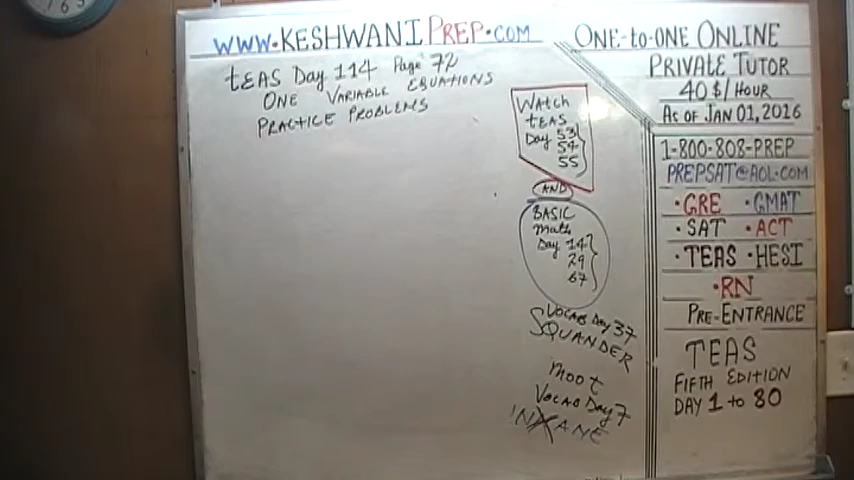 WWW.KESHWANIPREP.COM
TEAS Day 114 Page 72
ONE VARIABLE EQUATIONS
PRACTICE PROBLEMS
WATCH
TEAS
Day 53
54
55
AND
BASIC
Math
Day 14
29
67
VOCAB Day 37
SQUANDER
moot
VOCAB Day 7
ONE-to-ONE ONLINE
PRIVATE TUTOR
40 $/HOUR
AS OF JAN 01, 2016
1-800-808-PREP
PREPSAT@AOL.COM
• GRE • GMAT
• SAT • ACT
• TEAS • HESI
• RN
PRE-ENTRANCE
TEAS
FIFTH EDITION
DAY 1 to 80